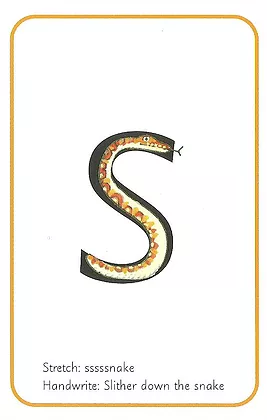 s
Stretch: sssssnake
Handwrite: Slither down the snake